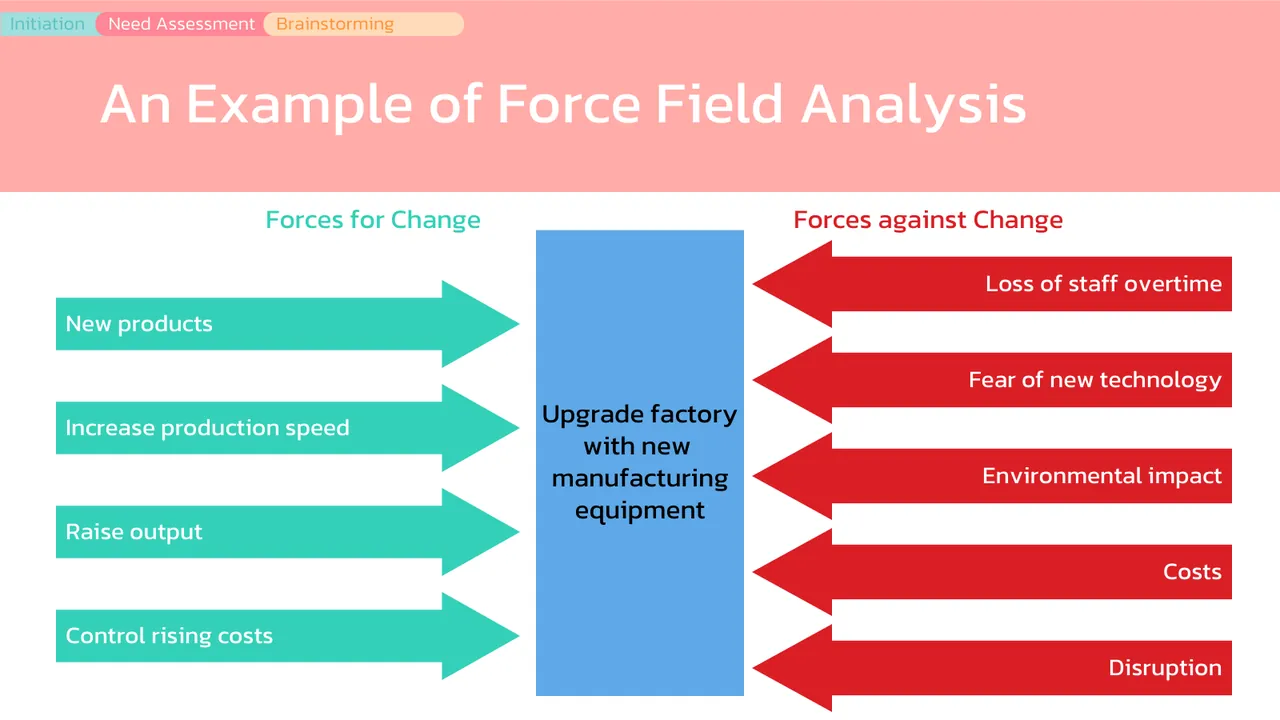 Initiation
Need Assessment
Brainstorming
An Example of Force Field Analysis
Forces for Change
New products
Increase production speed
Raise output
Control rising costs
Upgrade factory
with new
manufacturing
equipment
Forces against Change
Loss of staff overtime
Fear of new technology
Environmental impact
Costs
Disruption